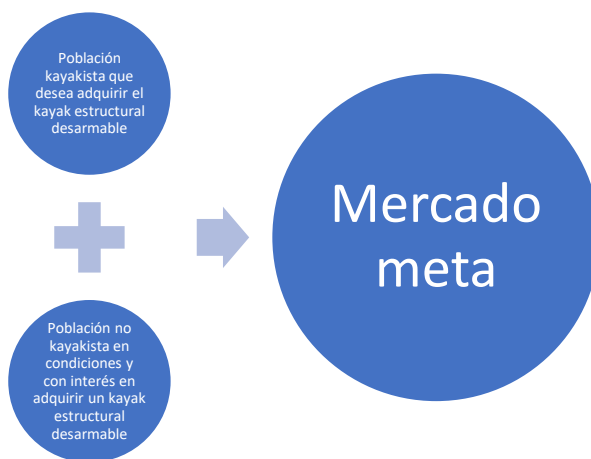 Población
kayakista que
desea adquirir el
kayak estructural
desarmable
Población no
kayakista en
condiciones y
con interés en
adquirir un kayak
estructural
desarmable
Mercado
meta